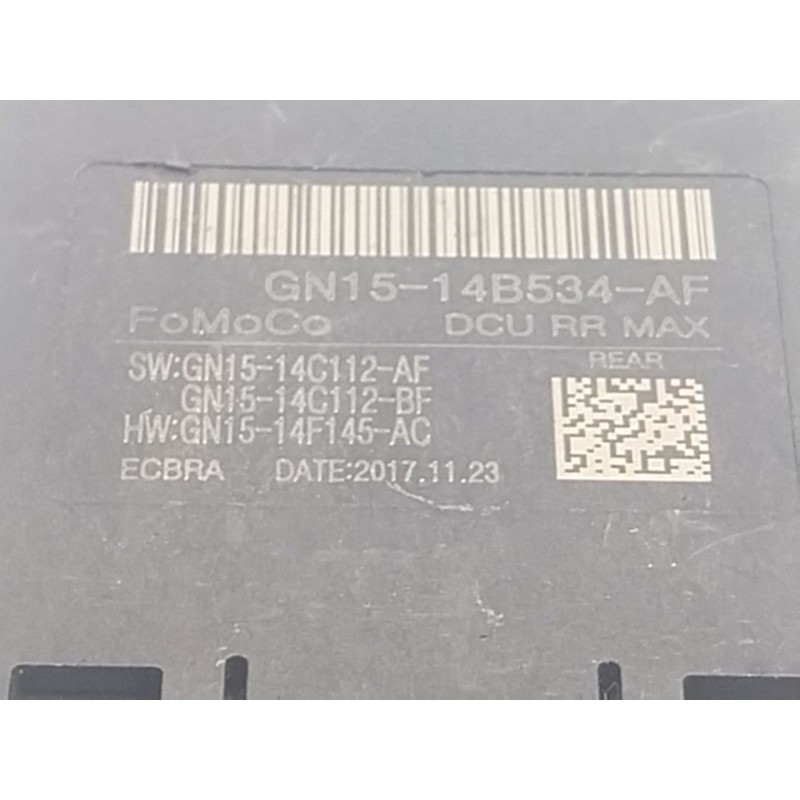 GN15-14B534-AF
FoMoCo DCU RR MAX
SW:GN15-14C112-AF REAR
GN15-14C112-BF
HW:GN15-14F145-AC
ECBRA DATE:2017.11.23